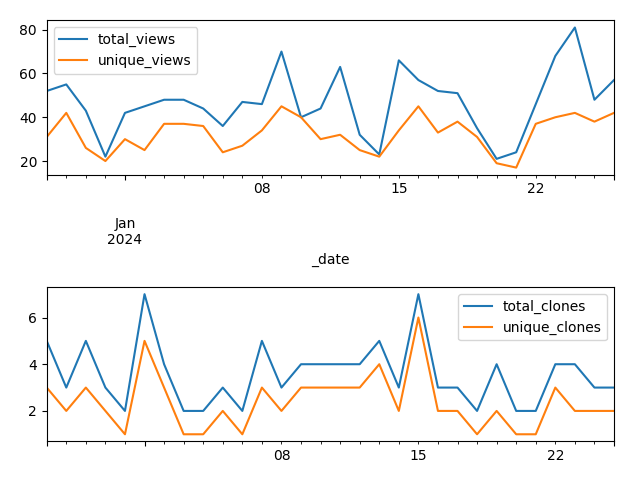 80
60
40
20
total_views
unique_views
08
15
22
Jan
2024
_date
6
4
2
total_clones
unique_clones
08
15
22